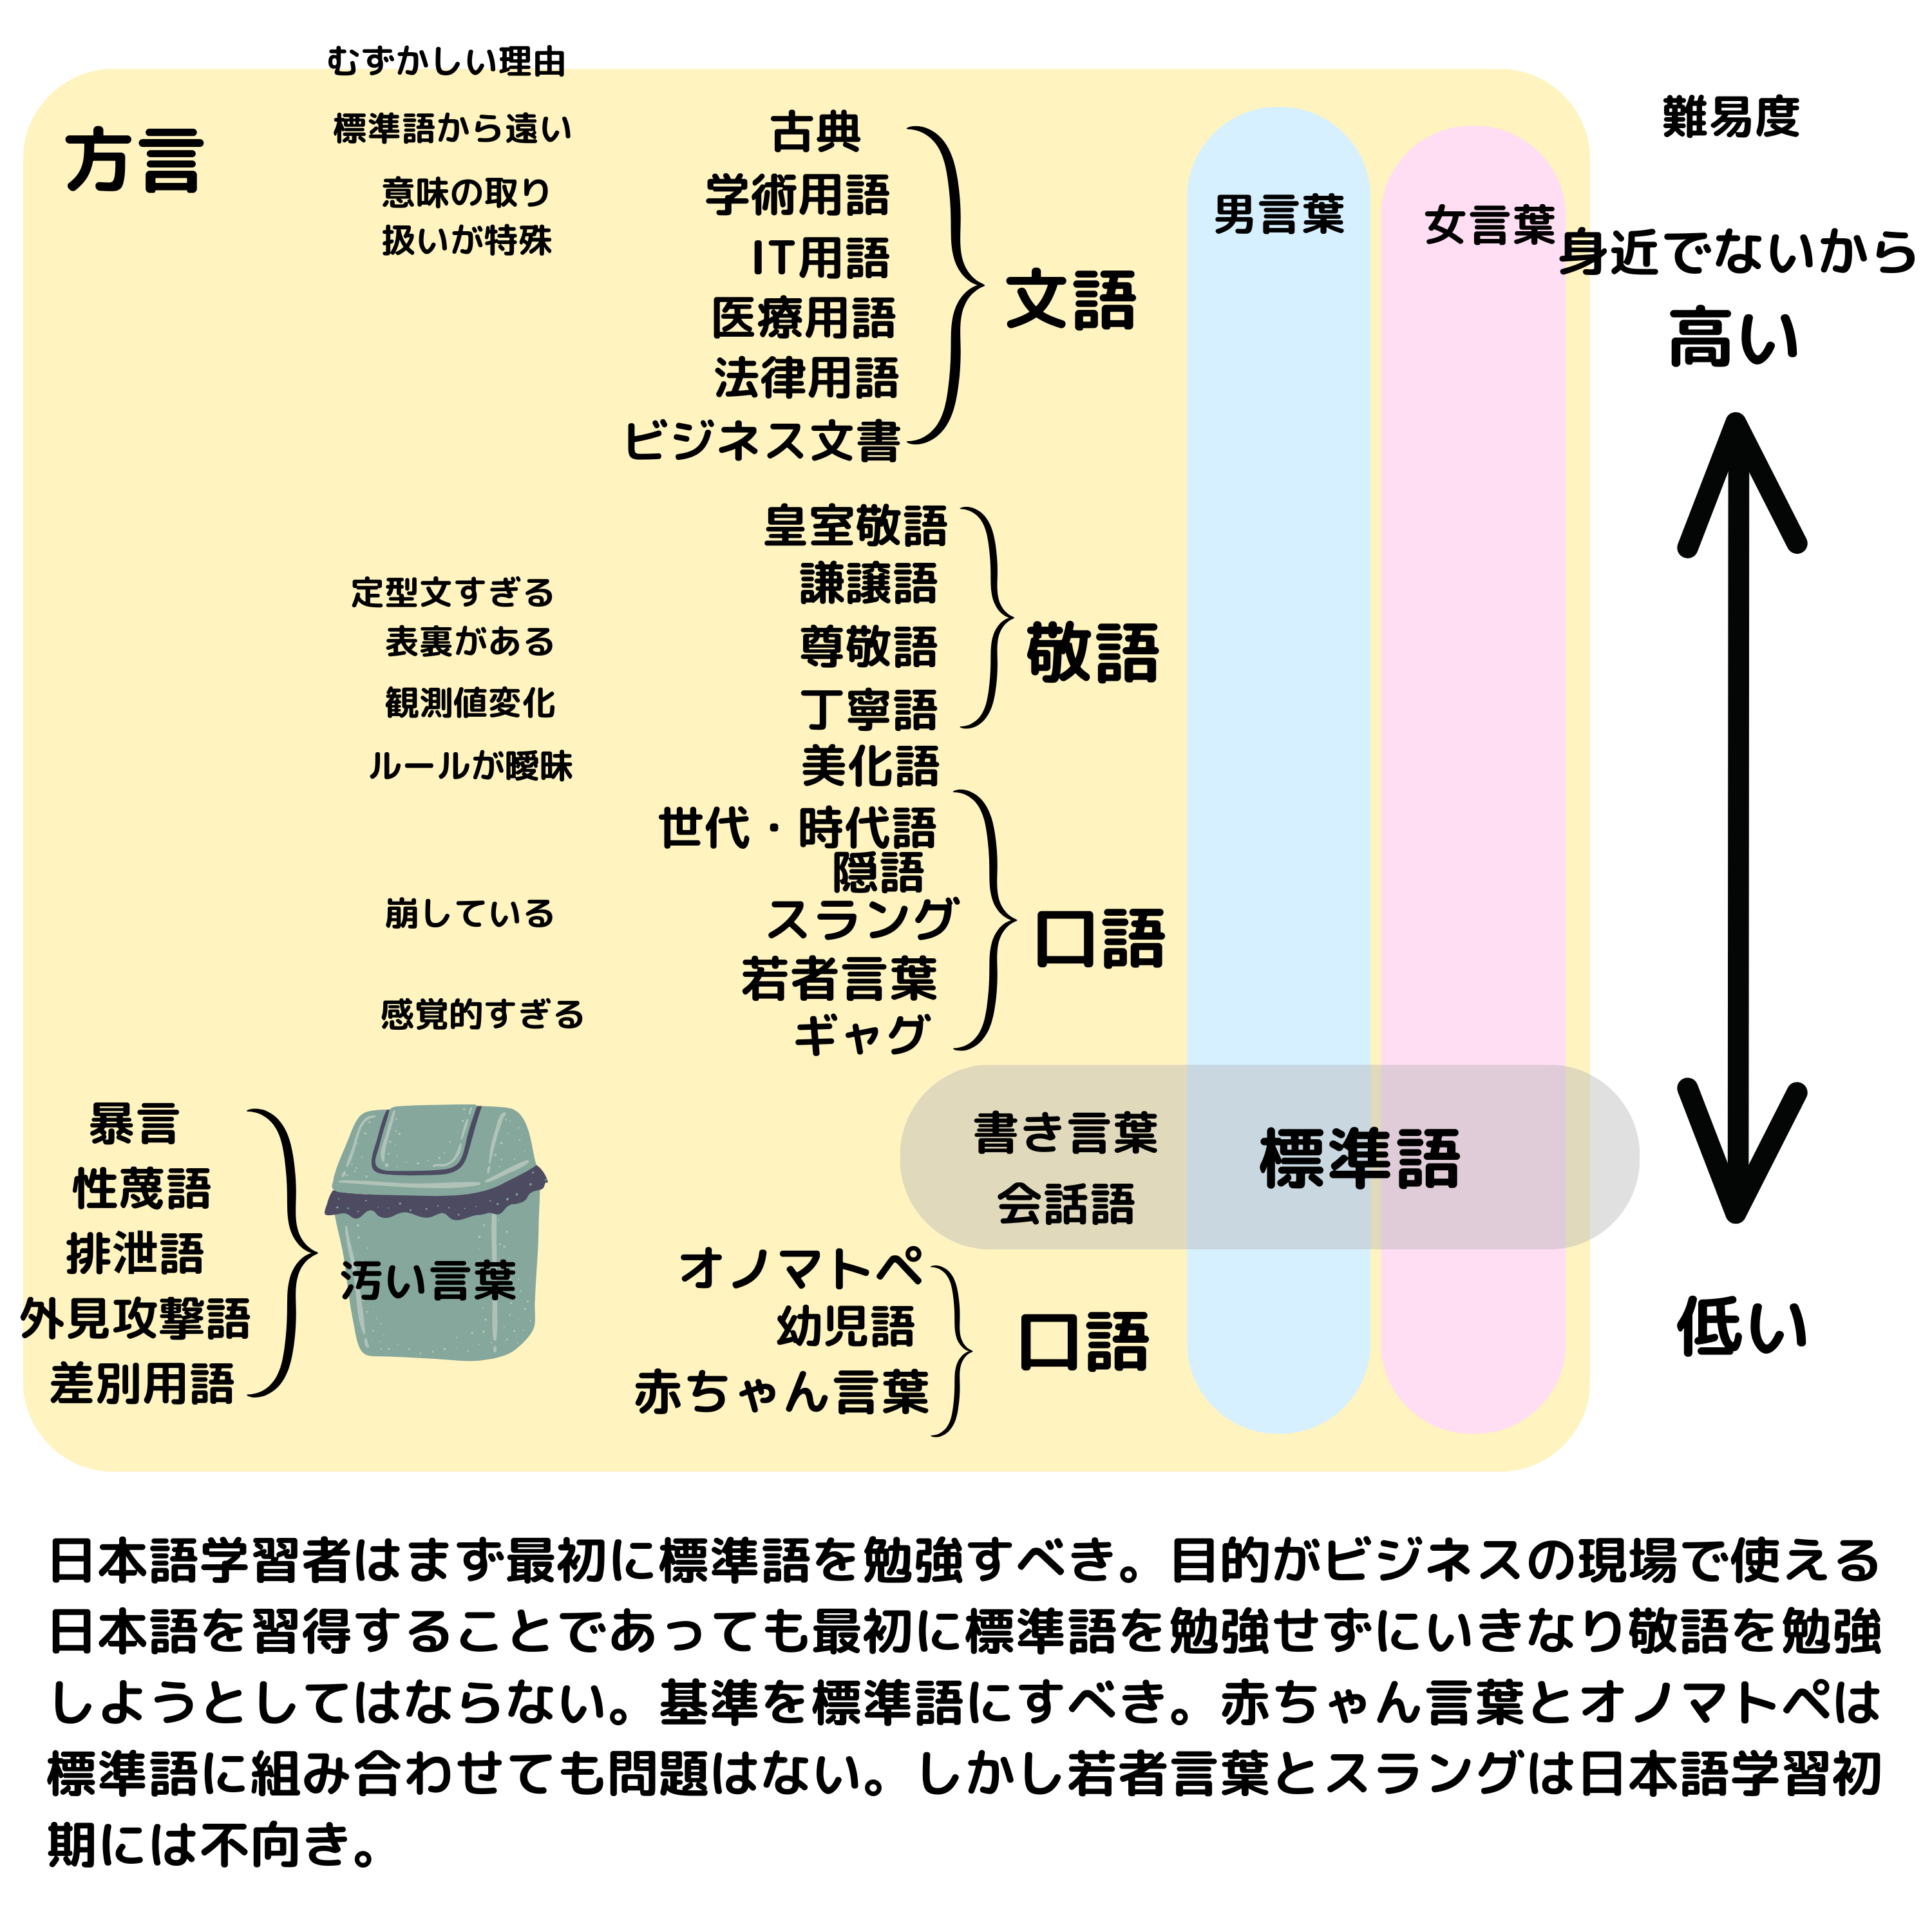 むずかしい理由
方言
標準語から遠い
意味の取り
扱いが特殊
古典
学術用語
IT用語
医療用語
法律用語
ビジネス文書
文語
男言葉
女言葉
難易度
身近でないから
高い
皇室敬語
謙譲語
尊敬語
丁寧語
敬語
定型文すぎる
表裏がある
観測値変化
ルールが曖昧
美化語
世代・時代語
隠語
スラング
若者言葉
ギャグ
口語
崩している
感覚的すぎる
書き言葉
会話語
標準語
暴言
性蔑語
排泄語
外見攻撃語
差別用語
汚い言葉
オノマトペ
幼児語
赤ちゃん言葉
口語
低い
日本語学習者はまず最初に標準語を勉強すべき。目的がビジネスの現場で使える
日本語を習得することであっても最初に標準語を勉強せずにいきなり敬語を勉強
しようとしてはならない。基準を標準語にすべき。赤ちゃん言葉とオノマトペは
標準語に組み合わせても問題はない。しかし若者言葉とスラングは日本語学習初
期には不向き。